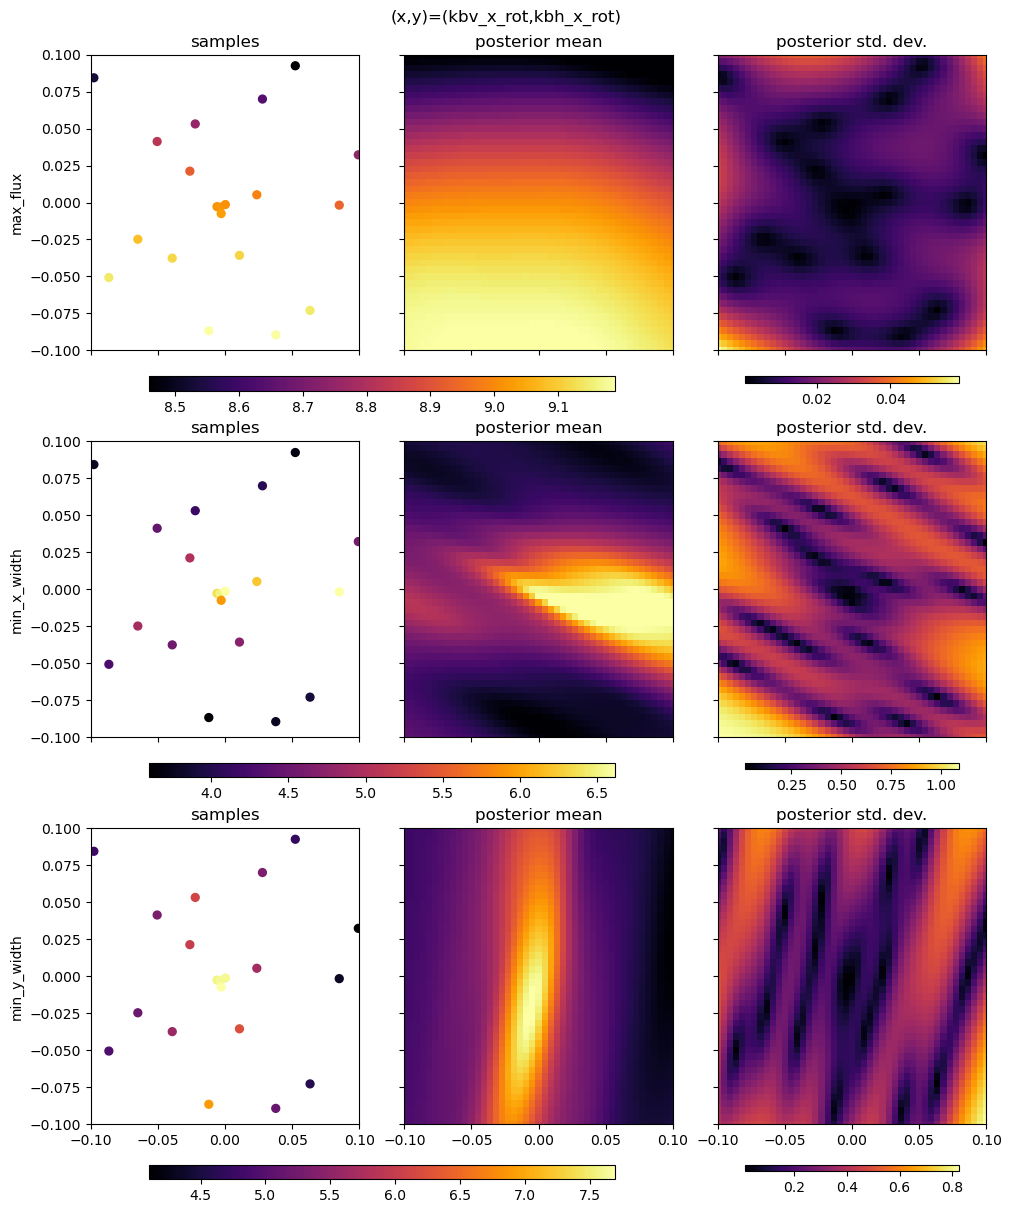 (x,y)=(kbv_x_rot,kbh_x_rot)
samples posterior mean posterior std. dev.
0.100
0.075
0.050
0.025
0.000
−0.025
−0.050
−0.075
−0.100
max_flux
8.5 8.6 8.7 8.8 8.9 9.0 9.1 0.02 0.04
samples posterior mean posterior std. dev.
0.100
0.075
0.050
0.025
0.000
−0.025
−0.050
−0.075
−0.100
min_x_width
4.0 4.5 5.0 5.5 6.0 6.5 0.25 0.50 0.75 1.00
samples posterior mean posterior std. dev.
0.100
0.075
0.050
0.025
0.000
−0.025
−0.050
−0.075
−0.100
min_y_width
−0.10 −0.05 0.00 0.05 0.10 −0.10 −0.05 0.00 0.05 0.10 −0.10 −0.05 0.00 0.05 0.10
4.5 5.0 5.5 6.0 6.5 7.0 7.5 0.2 0.4 0.6 0.8